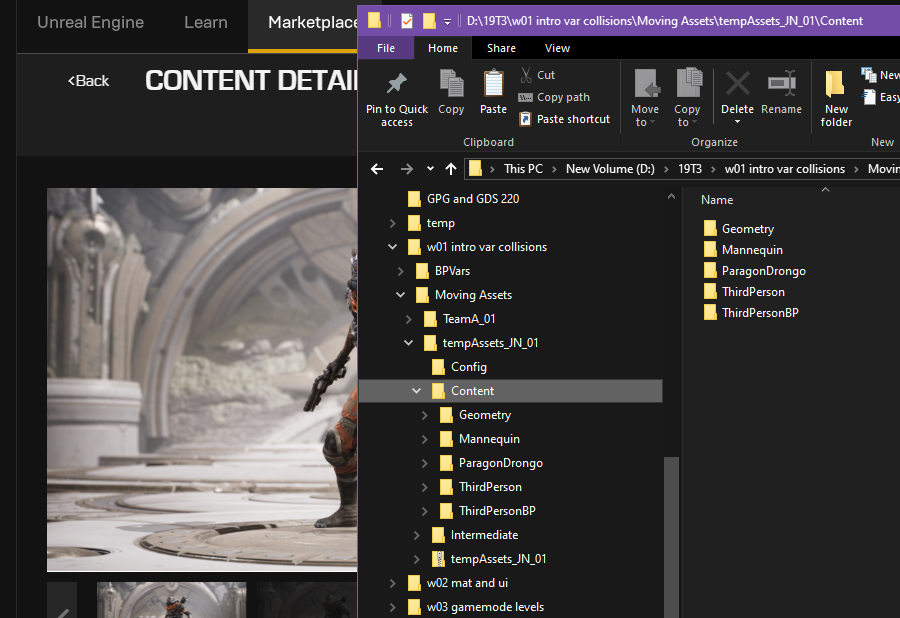 Unreal Engine Learn Marketplace
<Back CONTENT DETAI
D:\19T3\w01 intro var collisions\Moving Assets\tempAssets_JN_01\Content
File Home Share View
Pin to Quick access
Copy
Paste
Cut
Copy path
Paste shortcut
Clipboard
Move to
Copy to
Delete
Rename
Organize
New folder
New
Easy
New
This PC > New Volume (D:) > 19T3 > w01 intro var collisions > Movin
GPG and GDS 220
temp
w01 intro var collisions
BPVars
Moving Assets
TeamA_01
tempAssets_JN_01
Config
Content
Geometry
Mannequin
ParagonDrongo
ThirdPerson
ThirdPersonBP
Intermediate
tempAssets_JN_01
w02 mat and ui
w03 gamemode levels
Name
Geometry
Mannequin
ParagonDrongo
ThirdPerson
ThirdPersonBP